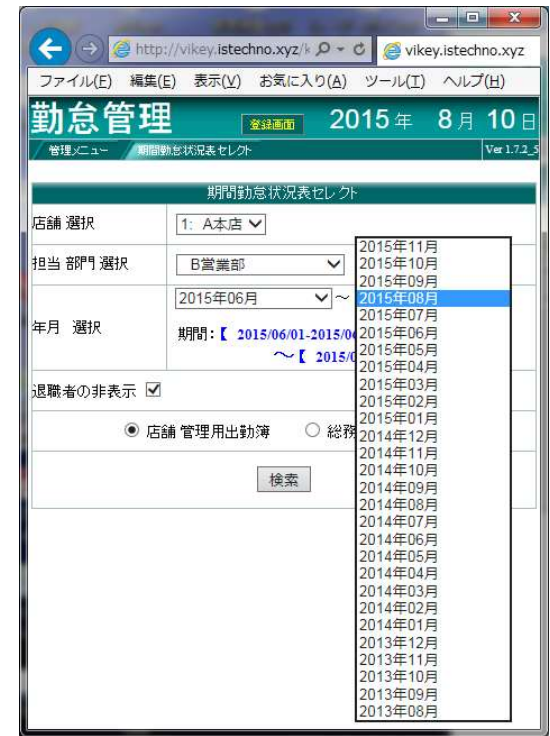 http://vikey.istechno.xyz/k
vikey.istechno.xyz
ファイル(F) 編集(E) 表示(V) お気に入り(A) ツール(T) ヘルプ(H)
勤怠管理 登録画面 2015年 8月 10日
管理メニュー 期間勤怠状況表セレクト Ver 1.7.2_5
期間勤怠状況表セレクト
店舗 選択 1: A本店
担当 部門 選択 B営業部
年月 選択 2015年06月 ～
期間：【 2015/06/01-2015/0
～【 2015/0
退職者の非表示
店舗 管理用出勤簿 総務
検索
2015年11月
2015年10月
2015年09月
2015年08月
2015年07月
2015年06月
2015年05月
2015年04月
2015年03月
2015年02月
2015年01月
2014年12月
2014年11月
2014年10月
2014年09月
2014年08月
2014年07月
2014年06月
2014年05月
2014年04月
2014年03月
2014年02月
2014年01月
2013年12月
2013年11月
2013年10月
2013年09月
2013年08月